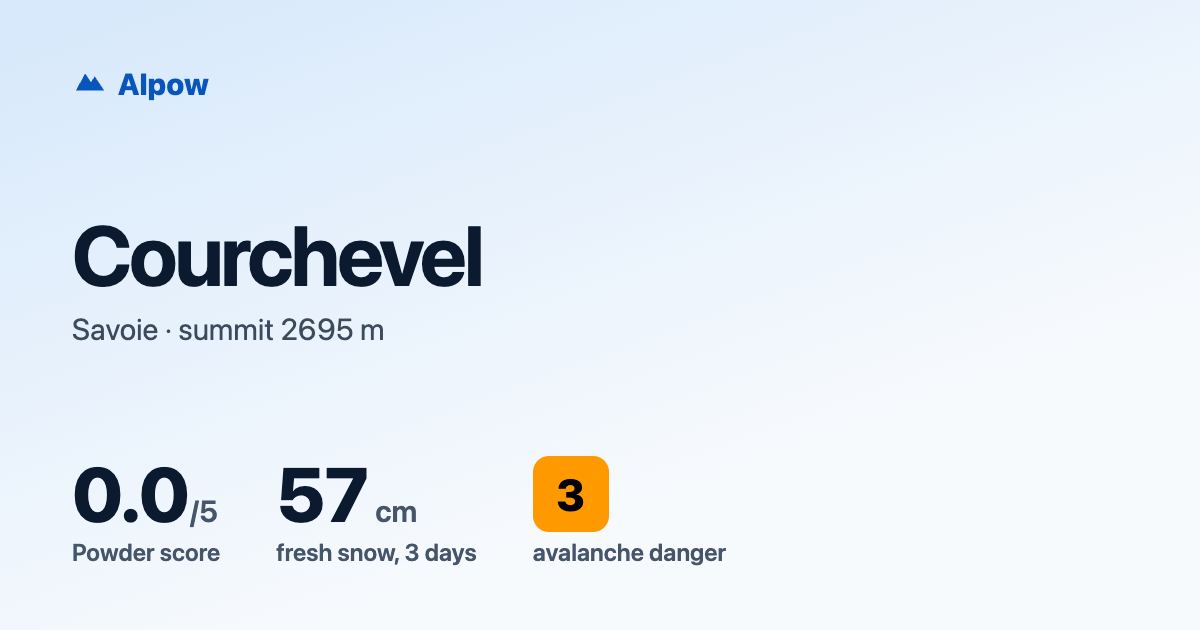 Alpow
Courchevel
Savoie · summit 2695 m
0.0/5
Powder score
57 cm
fresh snow, 3 days
3
avalanche danger